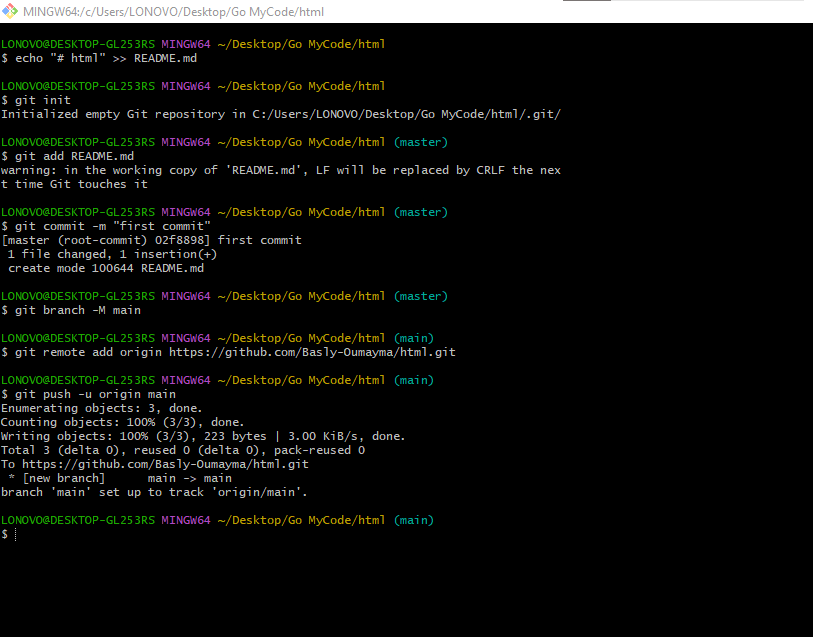 MINGW64:/c/Users/LONOVO/Desktop/Go MyCode/html
LONOVO@DESKTOP-GL253RS MINGW64 ~/Desktop/Go MyCode/html
$ echo "# html" >> README.md
LONOVO@DESKTOP-GL253RS MINGW64 ~/Desktop/Go MyCode/html
$ git init
Initialized empty Git repository in C:/Users/LONOVO/Desktop/Go MyCode/html/.git/
LONOVO@DESKTOP-GL253RS MINGW64 ~/Desktop/Go MyCode/html (master)
$ git add README.md
warning: in the working copy of 'README.md', LF will be replaced by CRLF the nex
t time Git touches it
LONOVO@DESKTOP-GL253RS MINGW64 ~/Desktop/Go MyCode/html (master)
$ git commit -m "first commit"
[master (root-commit) 02f8898] first commit
 1 file changed, 1 insertion(+)
 create mode 100644 README.md
LONOVO@DESKTOP-GL253RS MINGW64 ~/Desktop/Go MyCode/html (master)
$ git branch -M main
LONOVO@DESKTOP-GL253RS MINGW64 ~/Desktop/Go MyCode/html (main)
$ git remote add origin https://github.com/Basly-Oumayma/html.git
LONOVO@DESKTOP-GL253RS MINGW64 ~/Desktop/Go MyCode/html (main)
$ git push -u origin main
Enumerating objects: 3, done.
Counting objects: 100% (3/3), done.
Writing objects: 100% (3/3), 223 bytes | 3.00 KiB/s, done.
Total 3 (delta 0), reused 0 (delta 0), pack-reused 0
To https://github.com/Basly-Oumayma/html.git
 * [new branch]      main -> main
branch 'main' set up to track 'origin/main'.
LONOVO@DESKTOP-GL253RS MINGW64 ~/Desktop/Go MyCode/html (main)
$